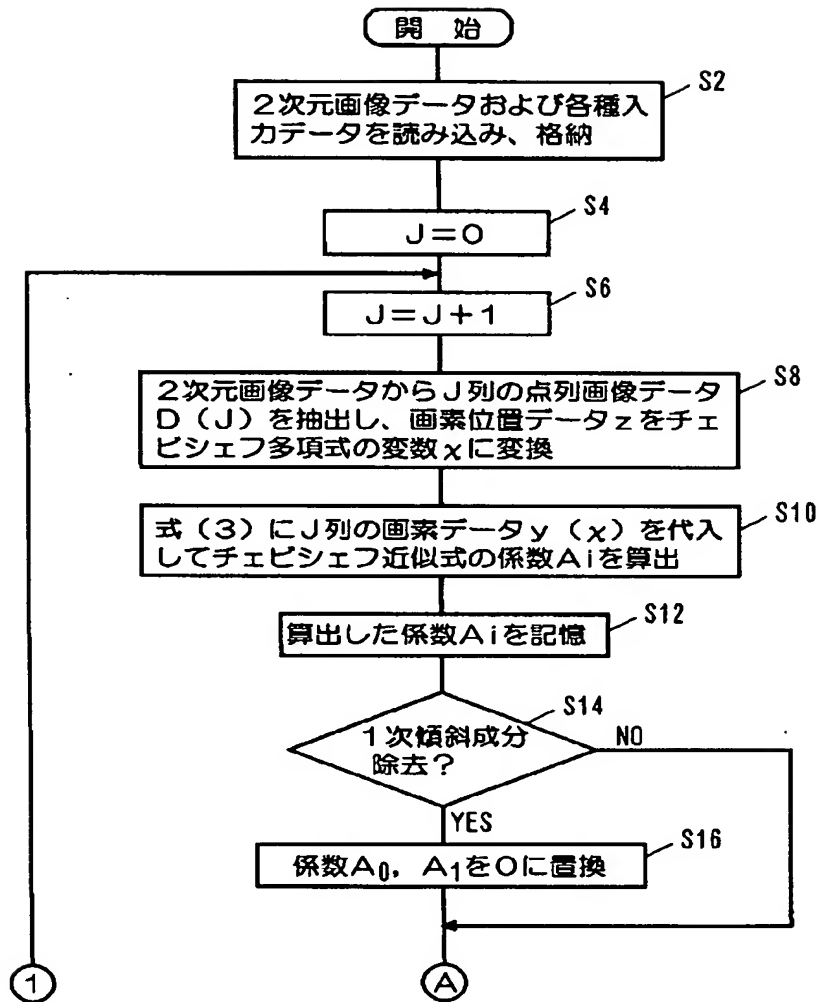 開 始
S2
2次元画像データおよび各種入
力データを読み込み、格納
S4
J=0
S6
J=J+1
S8
2次元画像データからJ列の点列画像データ
D(J)を抽出し、画素位置データzをチェ
ビシェフ多項式の変数χに変換
S10
式(3)にJ列の画素データy(χ)を代入
してチェビシェフ近似式の係数Aiを算出
S12
算出した係数Aiを記憶
S14
1次傾斜成分
除去?
NO
YES
S16
係数A0, A1を0に置換
1
A